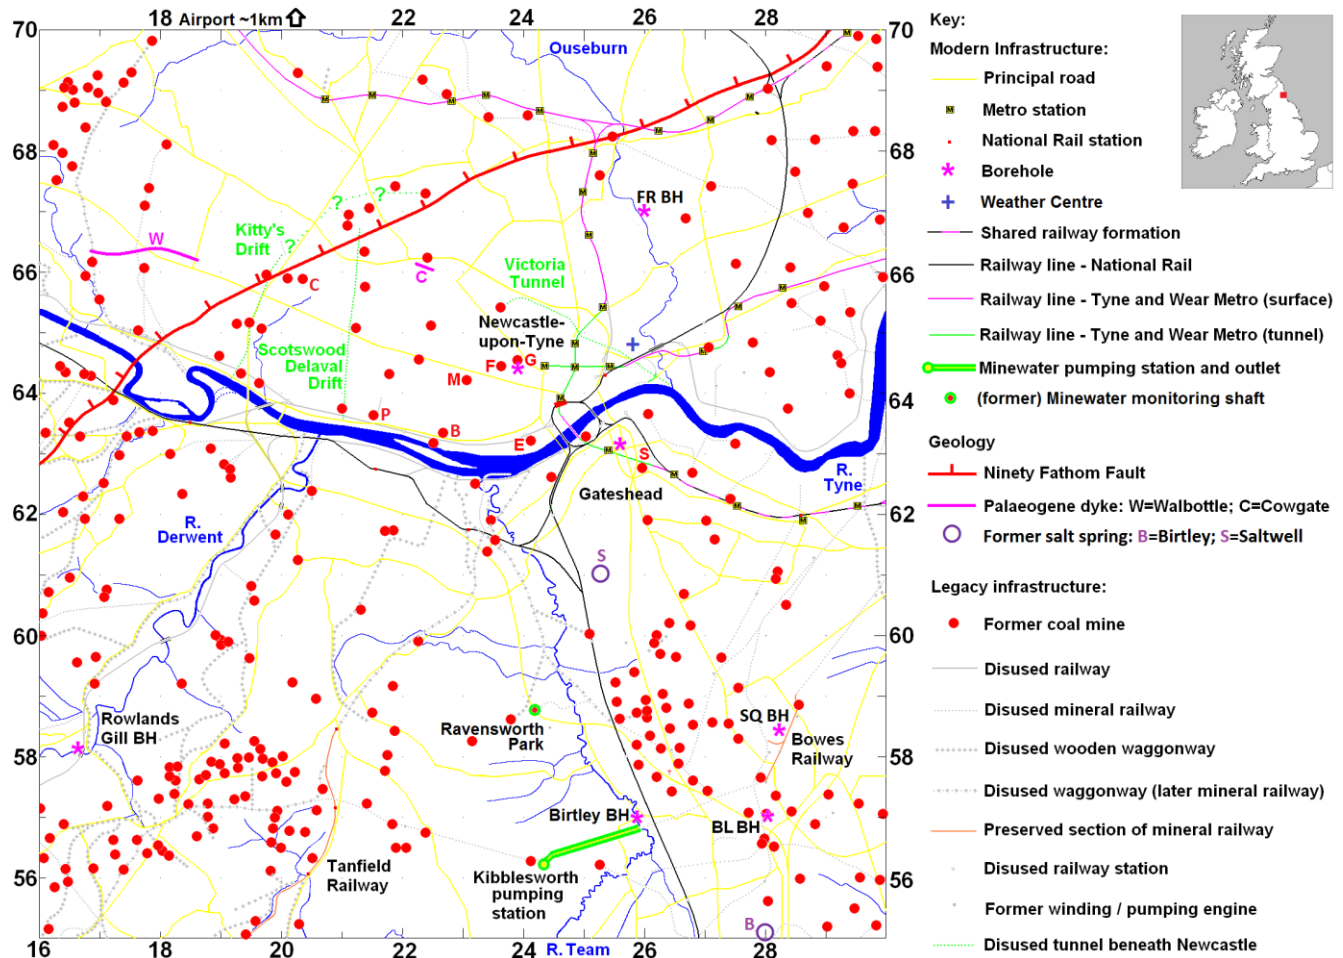 18 Airport ~1km 22 24 26 28
70
70
Ouseburn
68
68
FR BH
W
Kitty's
Drift
?
?
?
66
66
C
C
Victoria
Tunnel
Newcastle-
upon-Tyne
Scotswood
Delaval
Drift
F
G
M
64
64
P
B
E
S
R.
Tyne
Gateshead
62
62
R.
Derwent
S
60
60
Rowlands
Gill BH
Ravensworth
Park
SQ BH
Bowes
Railway
58
58
Birtley BH
BL BH
Tanfield
Railway
Kibblesworth
pumping
station
56
56
B
16 18 20 22 R. Team 26 28
Key:
Modern Infrastructure:
Principal road
M Metro station
National Rail station
Borehole
Weather Centre
Shared railway formation
Railway line - National Rail
Railway line - Tyne and Wear Metro (surface)
Railway line - Tyne and Wear Metro (tunnel)
Minewater pumping station and outlet
(former) Minewater monitoring shaft
Geology
Ninety Fathom Fault
Palaeogene dyke: W=Walbottle; C=Cowgate
Former salt spring: B=Birtley; S=Saltwell
Legacy infrastructure:
Former coal mine
Disused railway
Disused mineral railway
Disused wooden waggonway
Disused waggonway (later mineral railway)
Preserved section of mineral railway
Disused railway station
Former winding / pumping engine
Disused tunnel beneath Newcastle